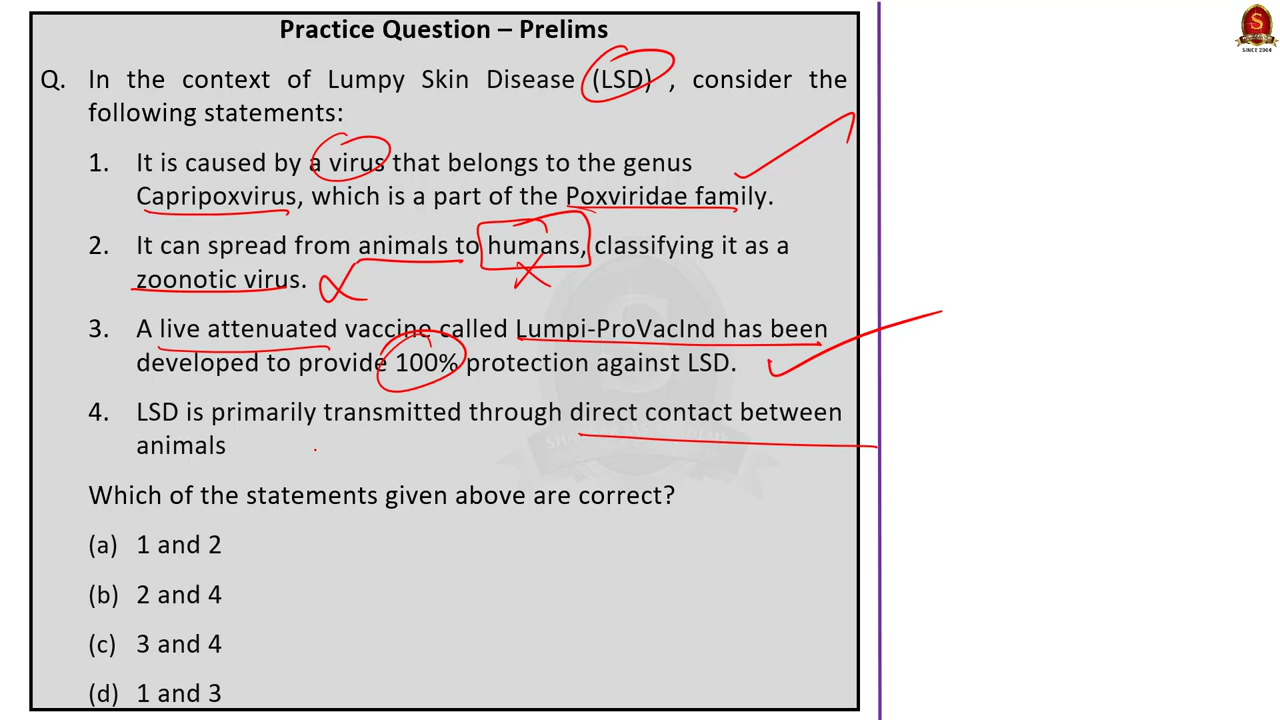 Practice Question – Prelims
SINCE 2004
Q. In the context of Lumpy Skin Disease (LSD) , consider the
following statements:
1. It is caused by a virus that belongs to the genus
Capripoxvirus, which is a part of the Poxviridae family.
2. It can spread from animals to humans, classifying it as a
zoonotic virus.
3. A live attenuated vaccine called Lumpi-ProVacInd has been
developed to provide 100% protection against LSD.
4. LSD is primarily transmitted through direct contact between
animals
Which of the statements given above are correct?
(a) 1 and 2
(b) 2 and 4
(c) 3 and 4
(d) 1 and 3